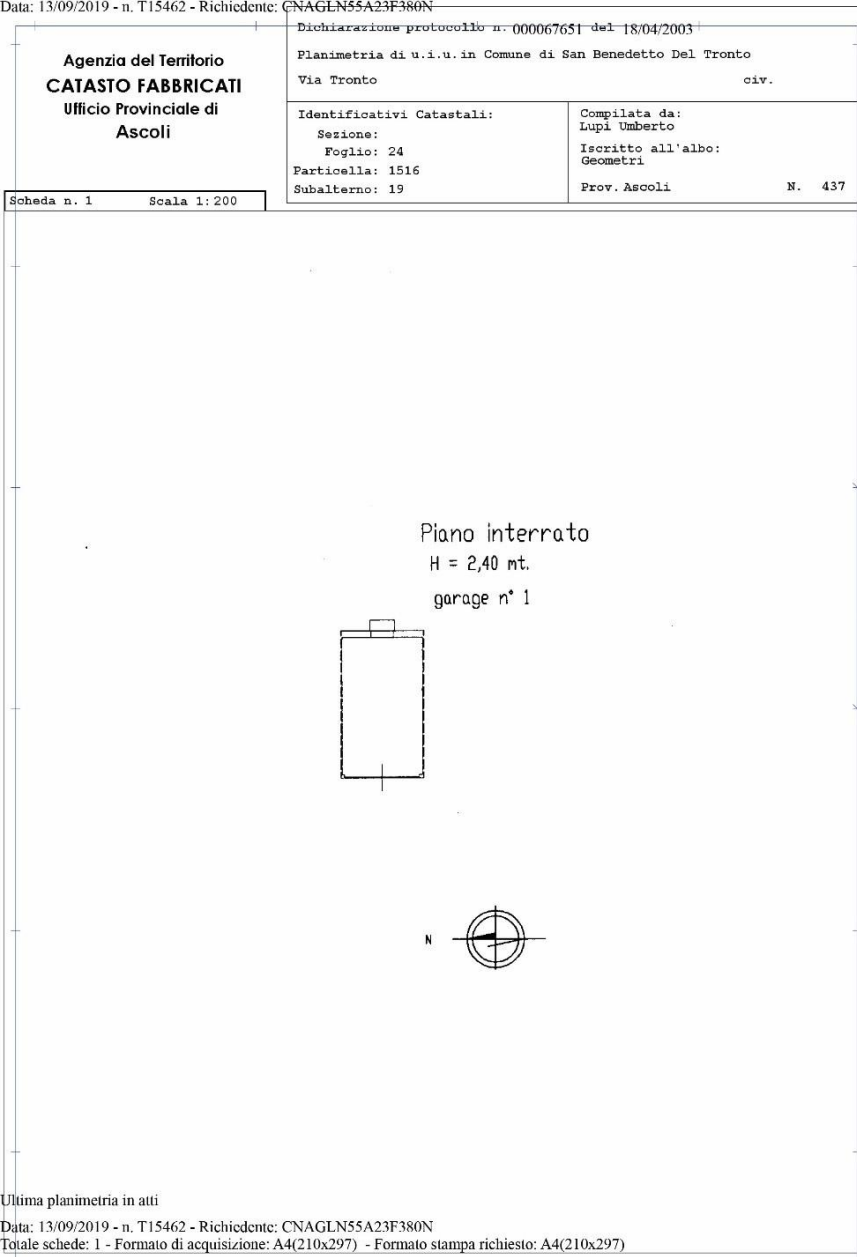 Data: 13/09/2019 - n. T15462 - Richiedente: CNAGLN55A23F380N
Agenzia del Territorio
CATASTO FABBRICATI
Ufficio Provinciale di
Ascoli
Dichiarazione protocollo n. 000067651 del 18/04/2003
Planimetria di u.i.u. in Comune di San Benedetto Del Tronto
Via Tronto civ.
Identificativi Catastali:
Sezione:
Foglio: 24
Particella: 1516
Subalterno: 19
Compilata da:
Lupi Umberto
Iscritto all'albo:
Geometri
Prov. Ascoli N. 437
Scheda n. 1 Scala 1:200
Piano interrato
H = 2,40 mt.
garage n° 1
N
Ultima planimetria in atti
Data: 13/09/2019 - n. T15462 - Richiedente: CNAGLN55A23F380N
Totale schede: 1 - Formato di acquisizione: A4(210x297) - Formato stampa richiesto: A4(210x297)